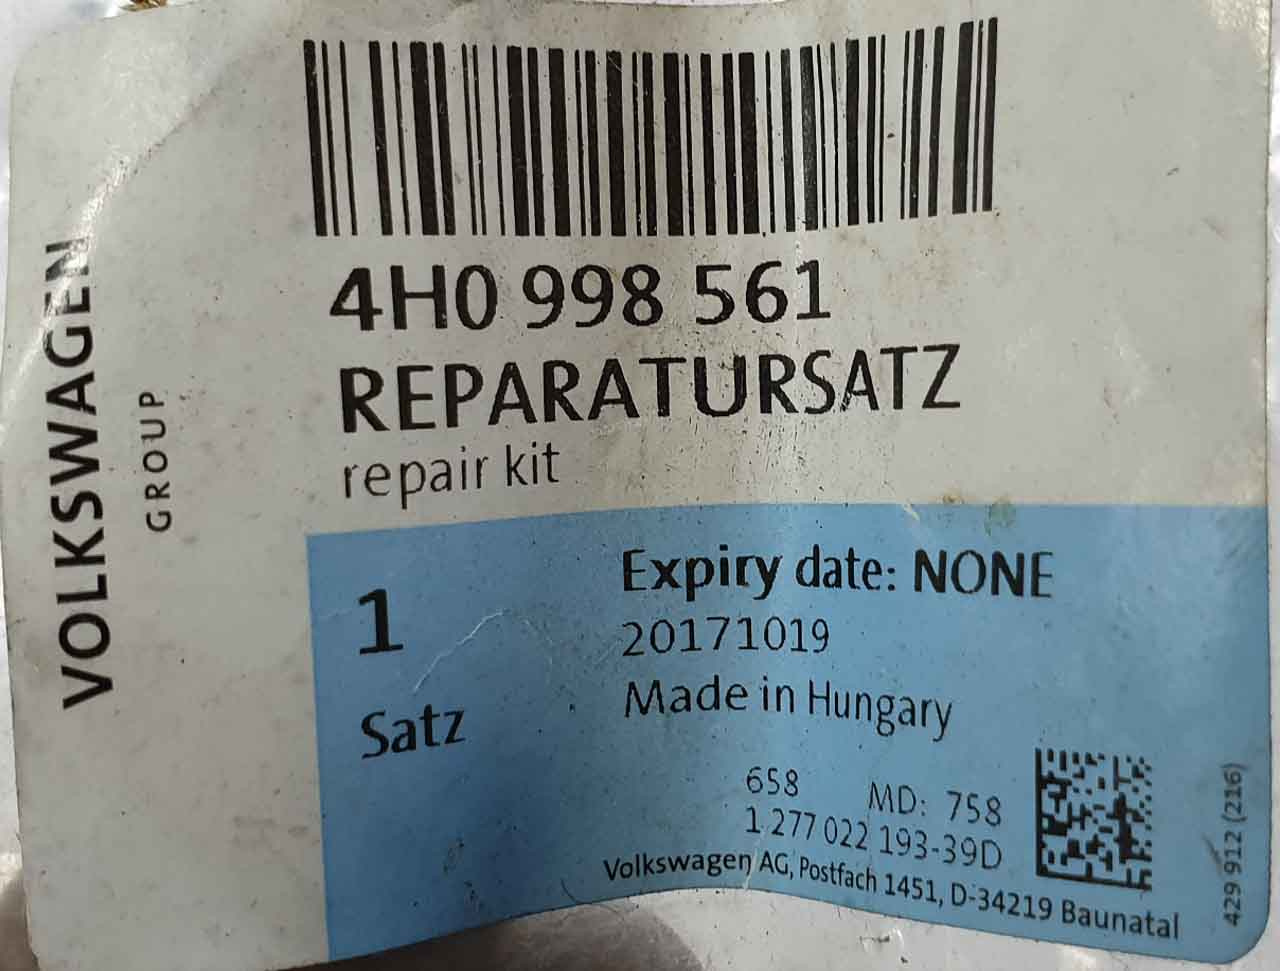 VOLKSWAGEN
GROUP
4H0 998 561
REPARATURSATZ
repair kit
1
Satz
Expiry date: NONE
20171019
Made in Hungary
658 MD: 758
1 277 022 193-39D
Volkswagen AG, Postfach 1451, D-34219 Baunatal
429 912 (216)